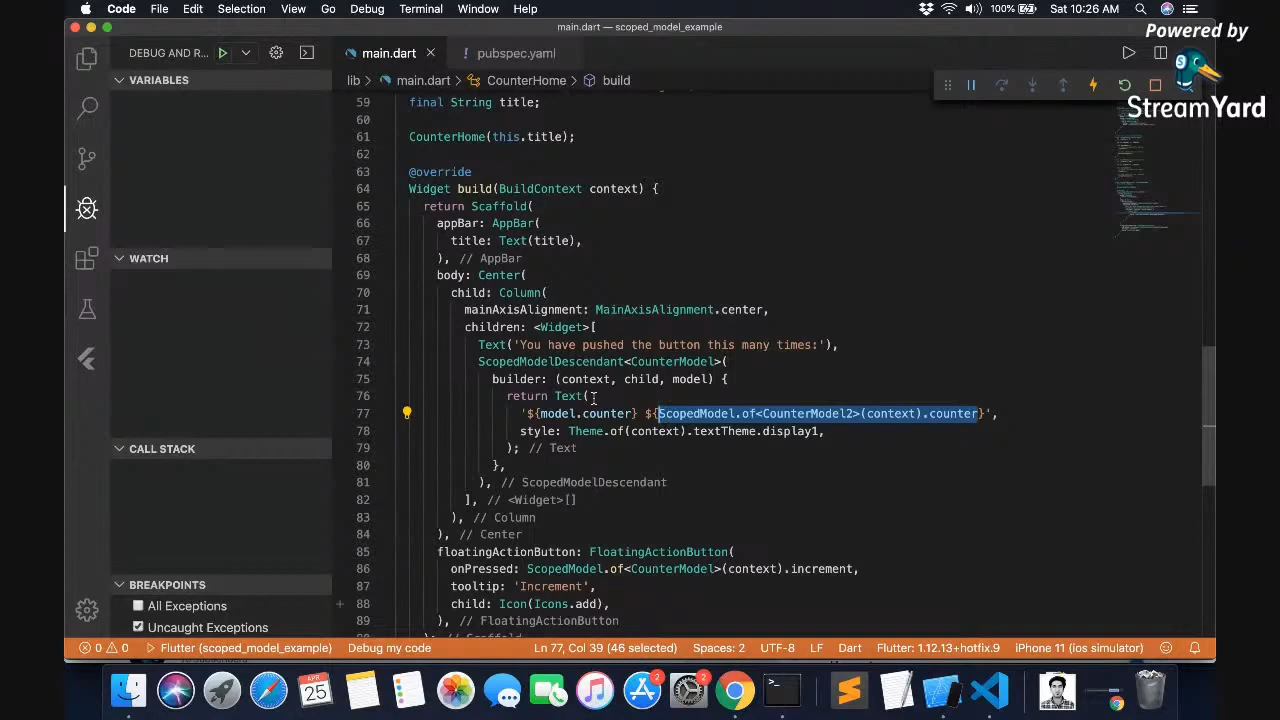 Code File Edit Selection View Go Debug Terminal Window Help 100% Sat 10:26 AM
main.dart — scoped_model_example
Powered by
StreamYard
DEBUG AND R...
main.dart
pubspec.yaml
lib > main.dart > CounterHome > build
VARIABLES
WATCH
CALL STACK
BREAKPOINTS
All Exceptions
Uncaught Exceptions
59 final String title;
60
61 CounterHome(this.title);
62
63 @override
64 Widget build(BuildContext context) {
65 return Scaffold(
66 appBar: AppBar(
67 title: Text(title),
68 ), // AppBar
69 body: Center(
70 child: Column(
71 mainAxisAlignment: MainAxisAlignment.center,
72 children: <Widget>[
73 Text('You have pushed the button this many times:'),
74 ScopedModelDescendant<CounterModel>(
75 builder: (context, child, model) {
76 return Text(
77 '${model.counter} ${ScopedModel.of<CounterModel2>(context).counter}',
78 style: Theme.of(context).textTheme.display1,
79 ); // Text
80 },
81 ), // ScopedModelDescendant
82 ], // <Widget>[]
83 ), // Column
84 ), // Center
85 floatingActionButton: FloatingActionButton(
86 onPressed: ScopedModel.of<CounterModel>(context).increment,
87 tooltip: 'Increment',
88 child: Icon(Icons.add),
89 ), // FloatingActionButton
0 0 Flutter (scoped_model_example) Debug my code Ln 77, Col 39 (46 selected) Spaces: 2 UTF-8 LF Dart Flutter: 1.12.13+hotfix.9 iPhone 11 (ios simulator)
APR
25
2
2